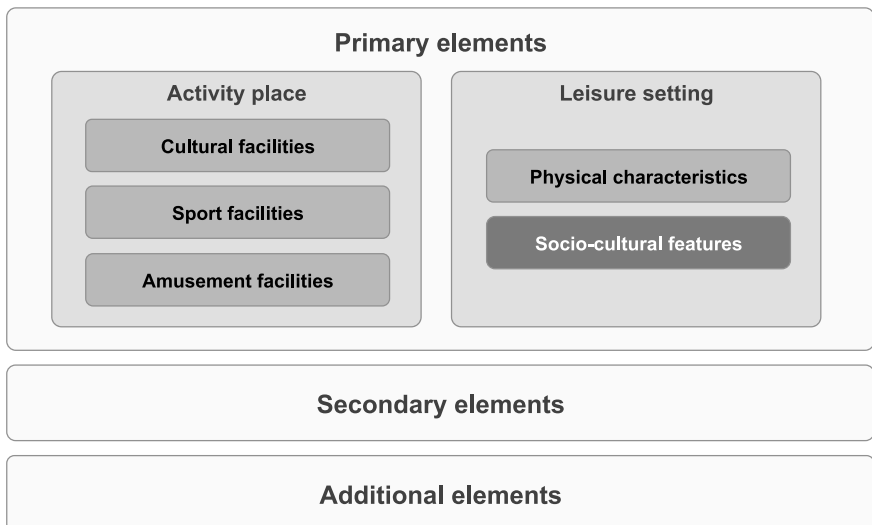 Primary elements
Activity place
Cultural facilities
Sport facilities
Amusement facilities
Leisure setting
Physical characteristics
Socio-cultural features
Secondary elements
Additional elements